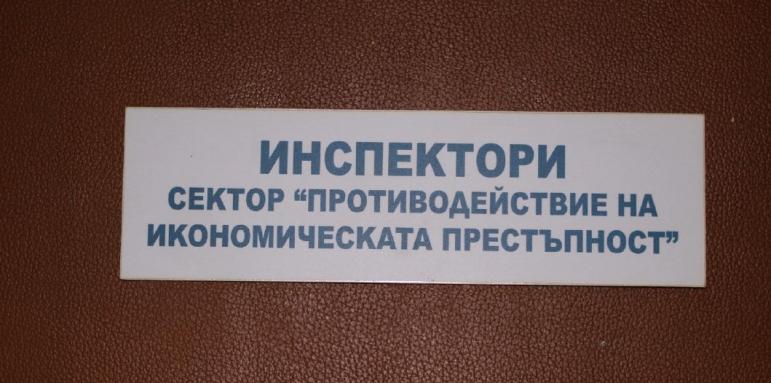 ИНСПЕКТОРИ
СЕКТОР “ПРОТИВОДЕЙСТВИЕ НА
ИКОНОМИЧЕСКАТА ПРЕСТЪПНОСТ”